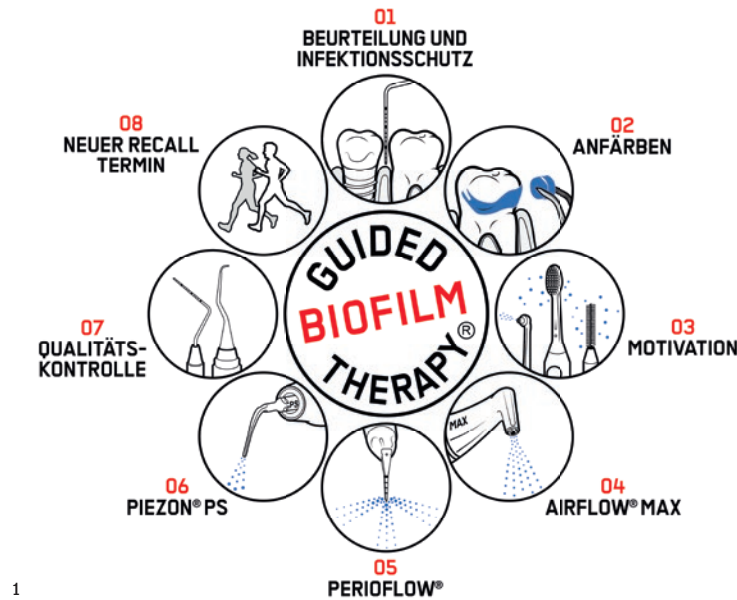 01
BEURTEILUNG UND
INFEKTIONSSCHUTZ
02
ANFÄRBEN
03
MOTIVATION
MAX
04
AIRFLOW® MAX
05
PERIOFLOW®
PS
06
PIEZON® PS
07
QUALITÄTS-
KONTROLLE
08
NEUER RECALL
TERMIN
GUIDED
BIOFILM
THERAPY®
1